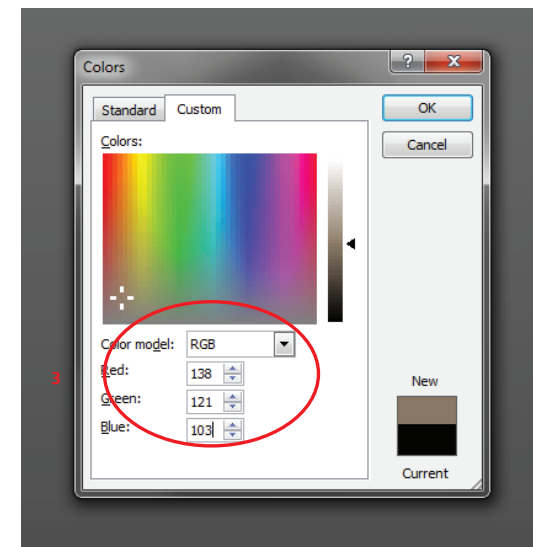 Colors
?
X
Standard Custom
OK
Colors:
Cancel
Color model: RGB
3
Red: 138
Green: 121
Blue: 103
New
Current